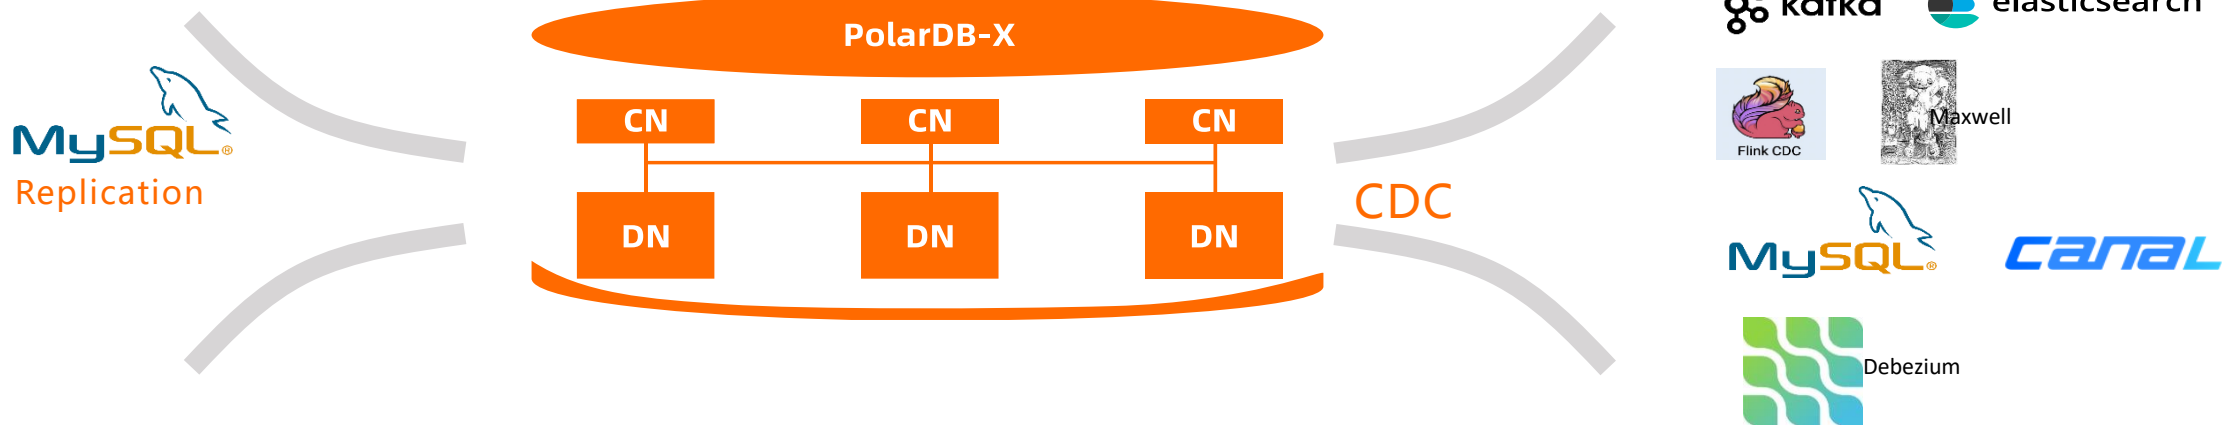 kafka
elasticsearch
PolarDB-X
MySQL®
Replication
CN
CN
CN
DN
DN
DN
CDC
Flink CDC
Maxwell
MySQL®
canaL
Debezium